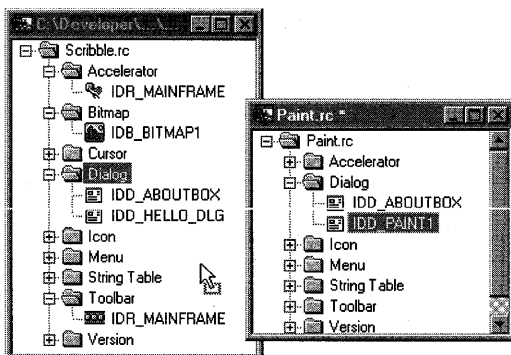 C:\Developer\...\...
Scribble.rc
Accelerator
IDR_MAINFRAME
Bitmap
IDB_BITMAP1
Cursor
Dialog
IDD_ABOUTBOX
IDD_HELLO_DLG
Icon
Menu
String Table
Toolbar
IDR_MAINFRAME
Version
Paint.rc *
Paint.rc
Accelerator
Dialog
IDD_ABOUTBOX
IDD_PAINT1
Icon
Menu
String Table
Toolbar
Version